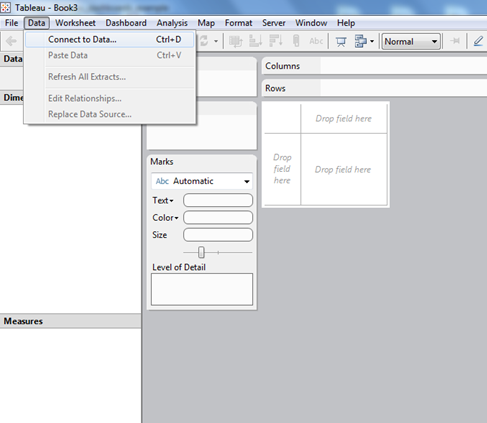 Tableau - Book3
File Data Worksheet Dashboard Analysis Map Format Server Window Help
Connect to Data... Ctrl+D
Paste Data Ctrl+V
Refresh All Extracts...
Edit Relationships...
Replace Data Source...
Data
Dime
Measures
Abc
Normal
Marks
Abc Automatic
Text
Color
Size
Level of Detail
Columns
Rows
Drop field here
Drop
field
here
Drop field here